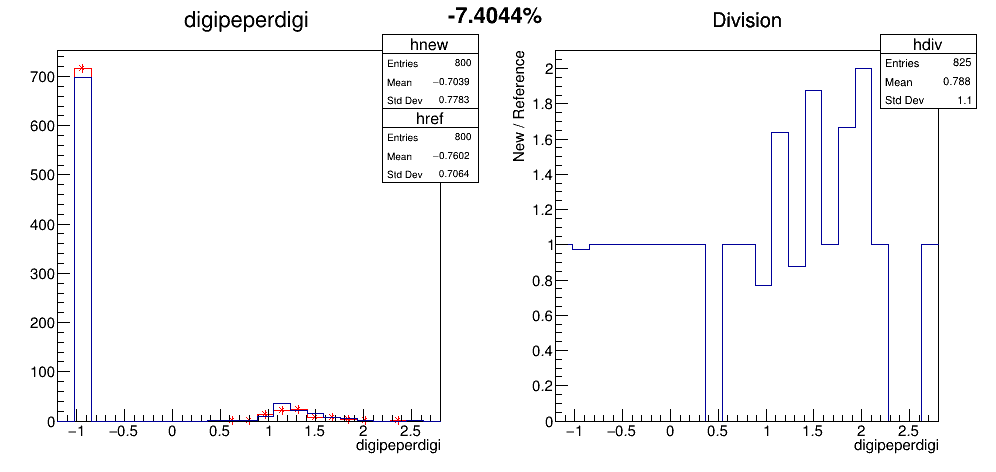 digipeperdigi
-7.4044%
Division
hnew
Entries 800
Mean −0.7039
Std Dev 0.7783
href
Entries 800
Mean −0.7602
Std Dev 0.7064
700
600
500
400
300
200
100
0
−1 −0.5 0 0.5 1 1.5 2 2.5
digipeperdigi
hdiv
Entries 825
Mean 0.788
Std Dev 1.1
New / Reference
2
1.8
1.6
1.4
1.2
1
0.8
0.6
0.4
0.2
0
−1 −0.5 0 0.5 1 1.5 2 2.5
digipeperdigi